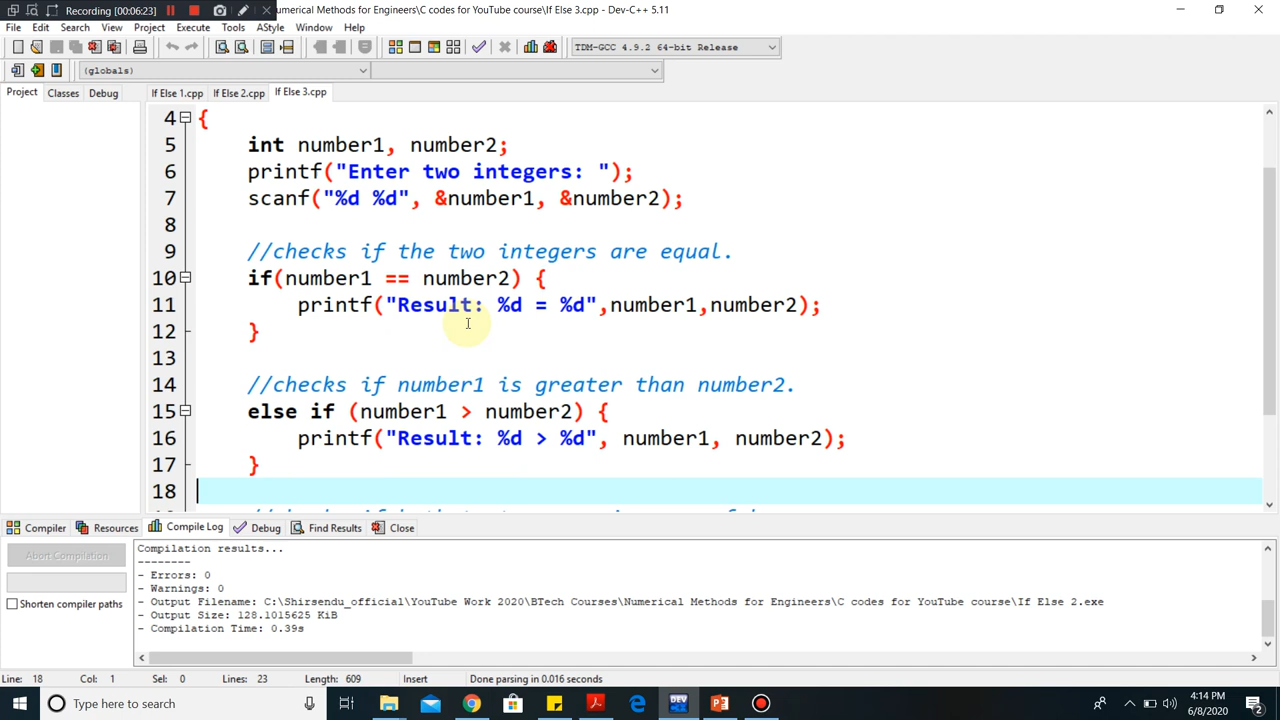 Recording [00:06:23]
Numerical Methods for Engineers\C codes for YouTube course\If Else 3.cpp - Dev-C++ 5.11
File Edit Search View Project Execute Tools AStyle Window Help
TDM-GCC 4.9.2 64-bit Release
(globals)
Project Classes Debug
If Else 1.cpp If Else 2.cpp If Else 3.cpp
4 {
5 int number1, number2;
6 printf("Enter two integers: ");
7 scanf("%d %d", &number1, &number2);
8
9 //checks if the two integers are equal.
10 if(number1 == number2) {
11 printf("Result: %d = %d",number1,number2);
12 }
13
14 //checks if number1 is greater than number2.
15 else if (number1 > number2) {
16 printf("Result: %d > %d", number1, number2);
17 }
18
Compiler Resources Compile Log Debug Find Results Close
Abort Compilation
Shorten compiler paths
Compilation results...
--------
- Errors: 0
- Warnings: 0
- Output Filename: C:\Shirsendu_official\YouTube Work 2020\BTech Courses\Numerical Methods for Engineers\C codes for YouTube course\If Else 2.exe
- Output Size: 128.1015625 KiB
- Compilation Time: 0.39s
Line: 18 Col: 1 Sel: 0 Lines: 23 Length: 609 Insert Done parsing in 0.016 seconds
Type here to search
DEV
4:14 PM
6/8/2020
2